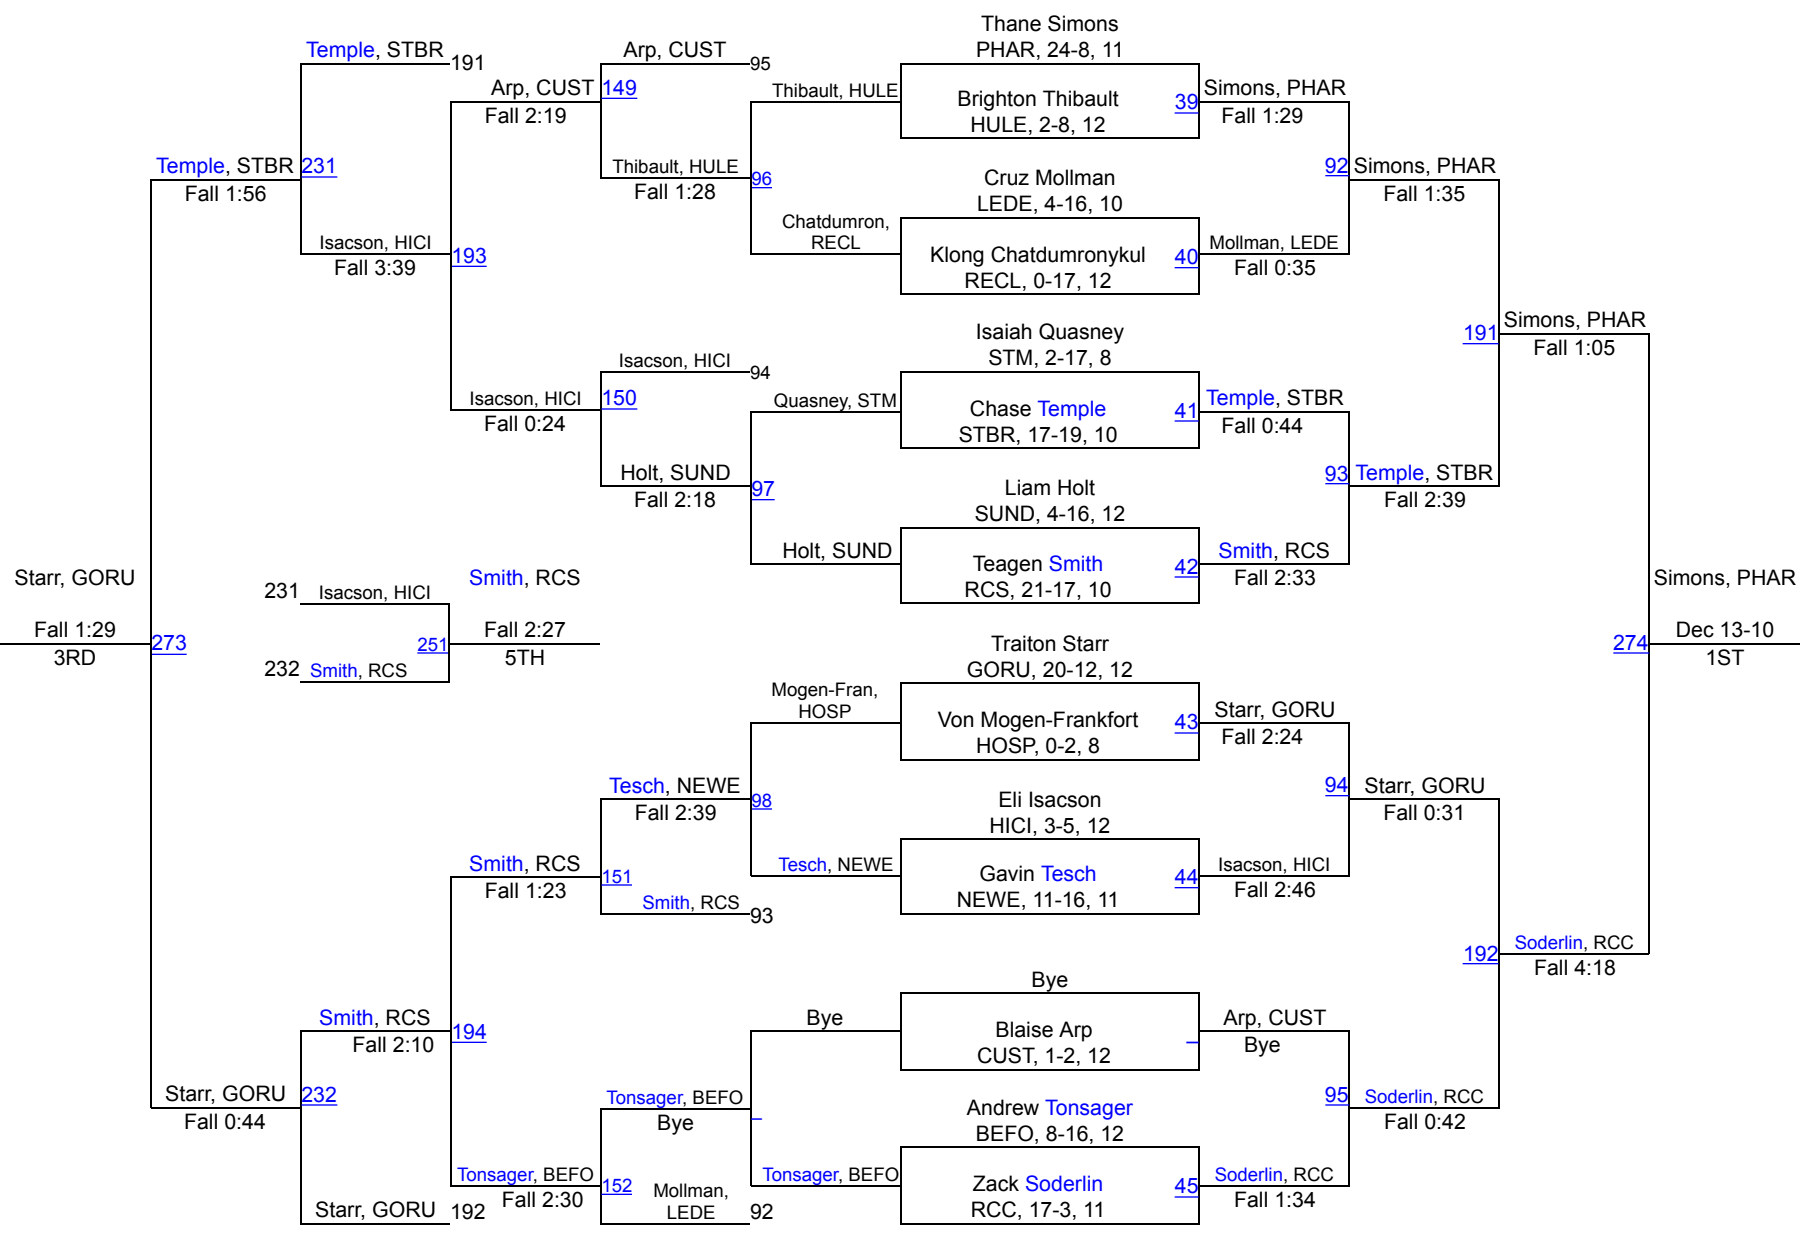 Thane Simons
Temple, STBR
191
Arp, CUST
95
PHAR, 24-8, 11
Arp, CUST
149
Fall 2:19
Thibault, HULE
Brighton Thibault
HULE, 2-8, 12
39
Simons, PHAR
Fall 1:29
Temple, STBR
231
Fall 1:56
Thibault, HULE
96
Fall 1:28
Cruz Mollman
LEDE, 4-16, 10
92
Simons, PHAR
Fall 1:35
Isacson, HICI
Fall 3:39
193
Chatdumron,
RECL
Klong Chatdumronykul
RECL, 0-17, 12
40
Mollman, LEDE
Fall 0:35
Isaiah Quasney
STM, 2-17, 8
191
Simons, PHAR
Fall 1:05
Isacson, HICI
94
Isacson, HICI
150
Fall 0:24
Quasney, STM
Chase Temple
STBR, 17-19, 10
41
Temple, STBR
Fall 0:44
Holt, SUND
97
Fall 2:18
Liam Holt
SUND, 4-16, 12
93
Temple, STBR
Fall 2:39
Holt, SUND
Teagen Smith
RCS, 21-17, 10
42
Smith, RCS
Fall 2:33
Starr, GORU
Fall 1:29
3RD
273
231
Isacson, HICI
232
Smith, RCS
251
Smith, RCS
Fall 2:27
5TH
Simons, PHAR
274
Dec 13-10
1ST
Traiton Starr
GORU, 20-12, 12
Mogen-Fran,
HOSP
Von Mogen-Frankfort
HOSP, 0-2, 8
43
Starr, GORU
Fall 2:24
Tesch, NEWE
98
Fall 2:39
Eli Isacson
HICI, 3-5, 12
94
Starr, GORU
Fall 0:31
Smith, RCS
Fall 1:23
151
Smith, RCS
93
Tesch, NEWE
Gavin Tesch
NEWE, 11-16, 11
44
Isacson, HICI
Fall 2:46
192
Soderlin, RCC
Fall 4:18
Bye
Smith, RCS
Fall 2:10
194
Bye
Blaise Arp
CUST, 1-2, 12
Arp, CUST
Bye
Starr, GORU
232
Fall 0:44
Tonsager, BEFO
Bye
Andrew Tonsager
BEFO, 8-16, 12
95
Soderlin, RCC
Fall 0:42
Tonsager, BEFO
152
Fall 2:30
Tonsager, BEFO
Zack Soderlin
RCC, 17-3, 11
45
Soderlin, RCC
Fall 1:34
Starr, GORU
192
Mollman,
LEDE
92